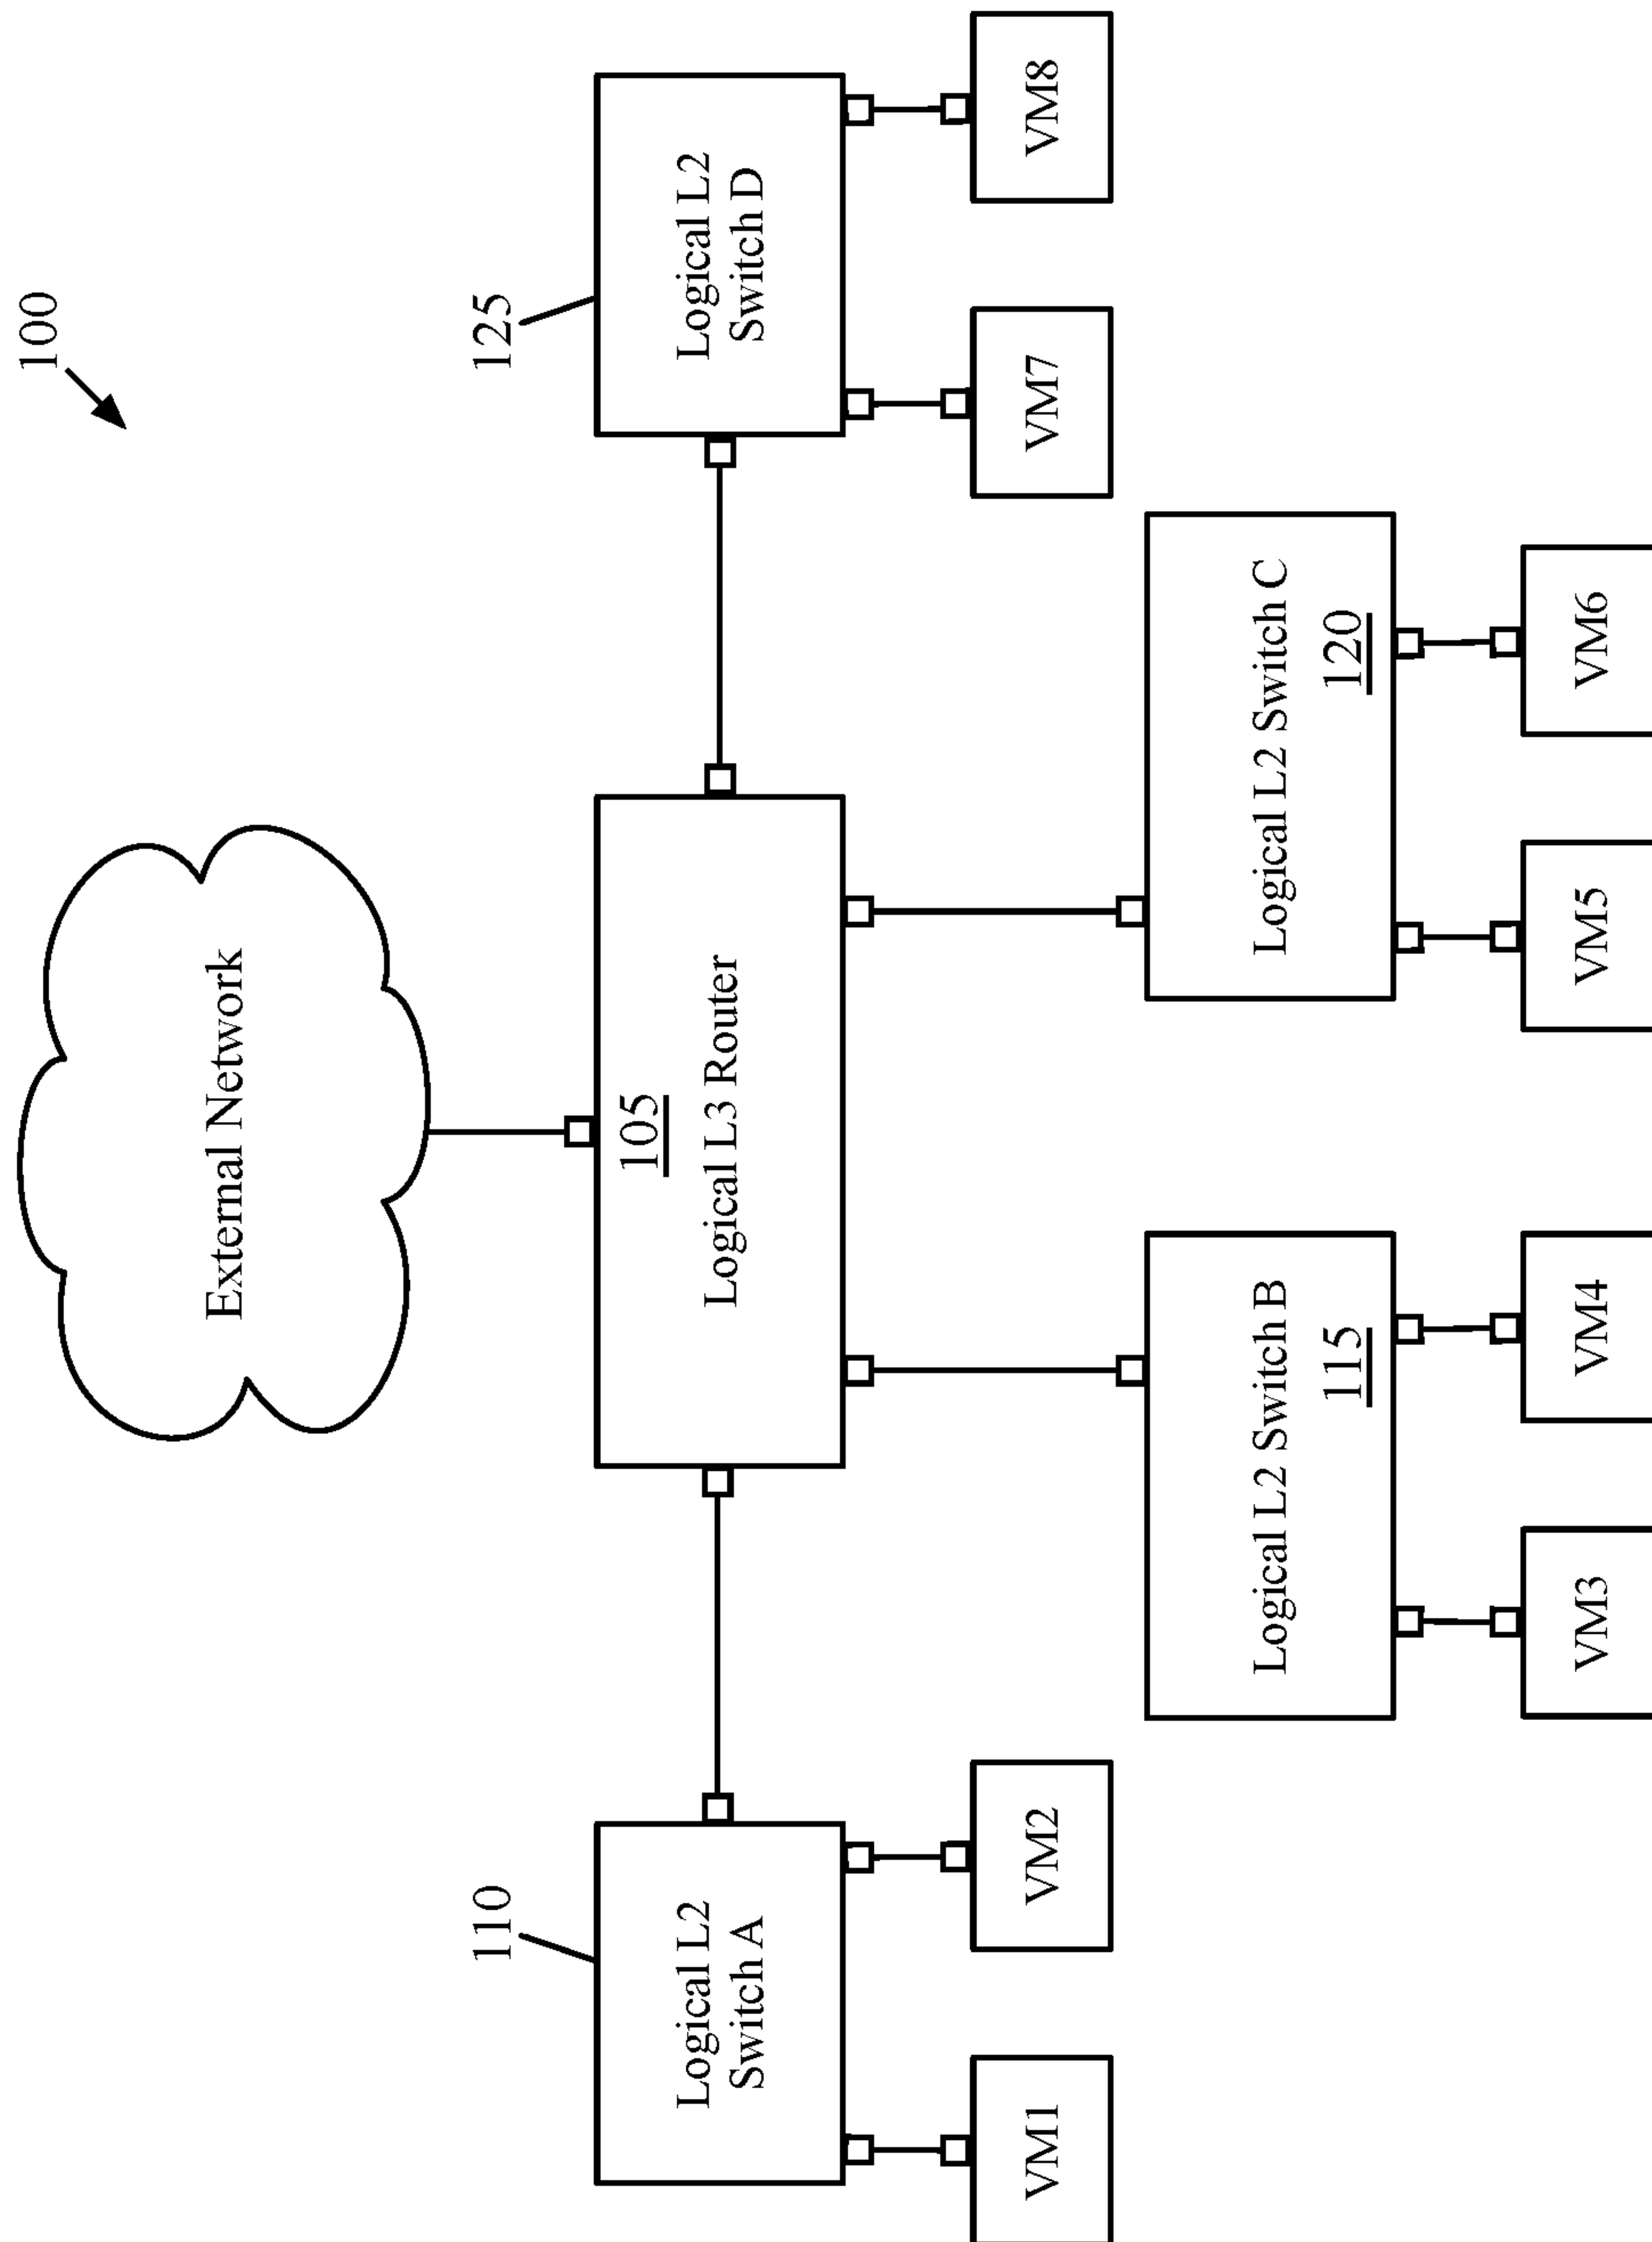 100
External Network
105
Logical L3 Router
110
Logical L2
Switch A
125
Logical L2
Switch D
VM1
VM2
VM7
VM8
Logical L2 Switch B
115
Logical L2 Switch C
120
VM3
VM4
VM5
VM6